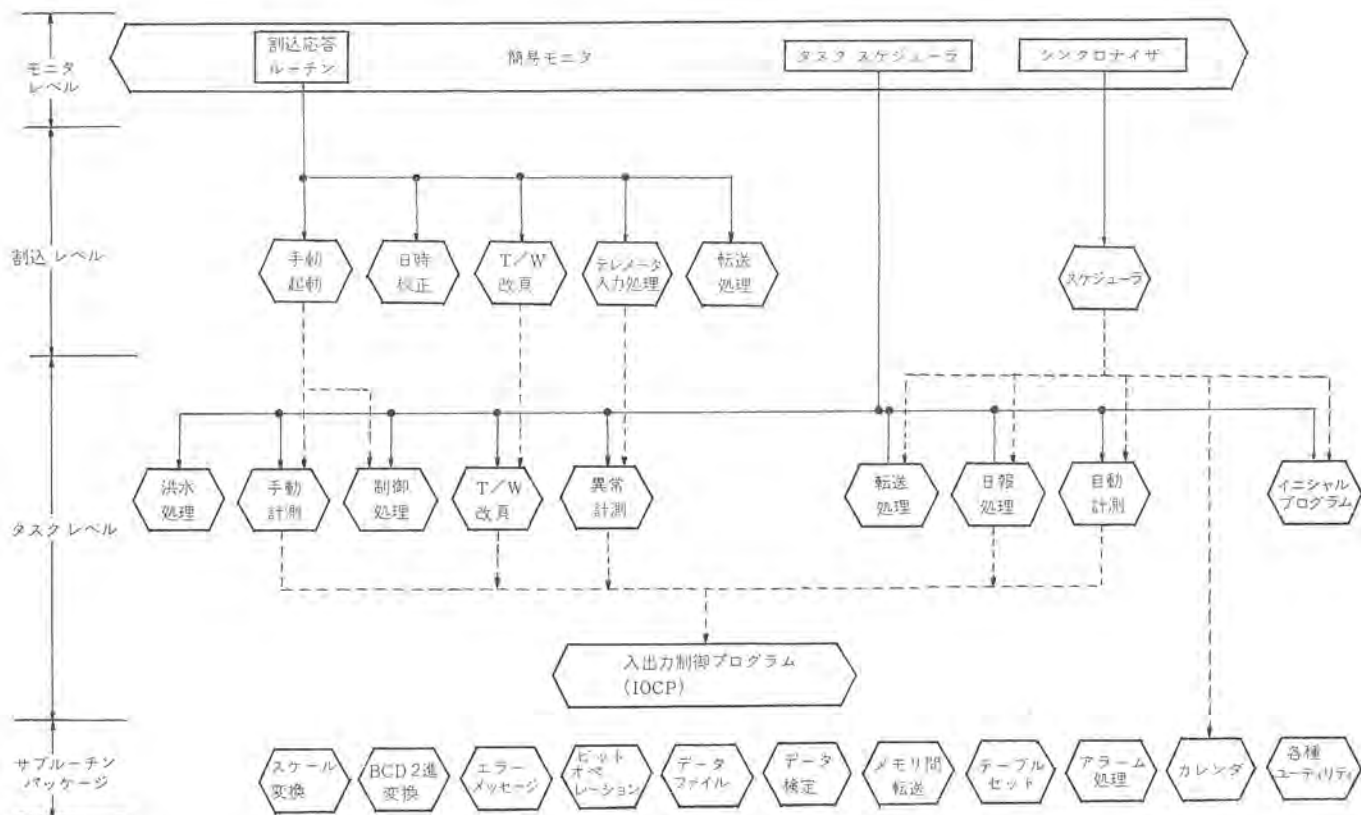 モニタ
レベル
割込応答
ルーチン
簡易モニタ
タスク スケジューラ
シンクロナイザ
割込 レベル
手動
起動
日時
校正
T/W
改頁
テレメータ
入力処理
転送
処理
スケジューラ
タスク レベル
洪水
処理
手動
計測
制御
処理
T/W
改頁
異常
計測
転送
処理
日報
処理
自動
計測
イニシャル
プログラム
入出力制御プログラム
(IOCP)
サブルーチン
パッケージ
スケール
変換
BCD2進
変換
エラー
メッセージ
ビット
オペ
レーション
データ
ファイル
データ
検定
メモリ間
転送
テーブル
セット
アラーム
処理
カレンダ
各種
ユーティリティ